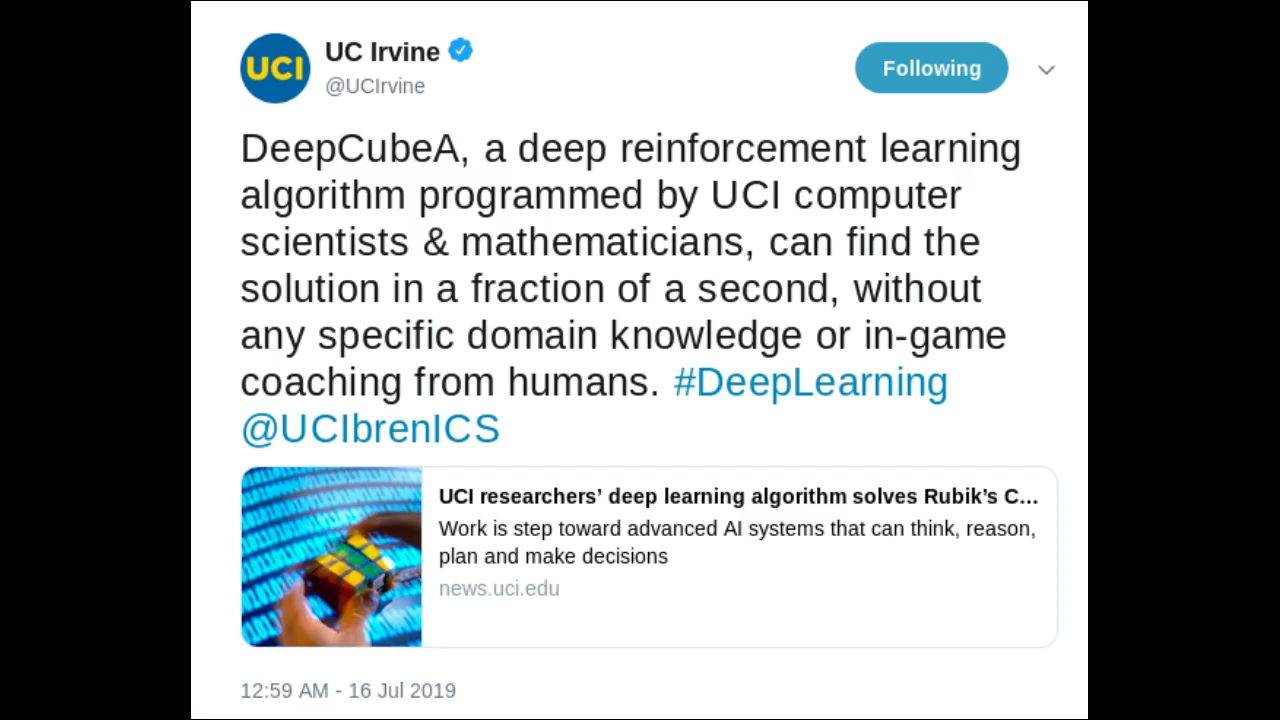 UCI
UC Irvine
@UCIrvine
Following
DeepCubeA, a deep reinforcement learning
algorithm programmed by UCI computer
scientists & mathematicians, can find the
solution in a fraction of a second, without
any specific domain knowledge or in-game
coaching from humans. #DeepLearning
@UCIbrenICS
UCI researchers’ deep learning algorithm solves Rubik’s C…
Work is step toward advanced AI systems that can think, reason,
plan and make decisions
news.uci.edu
12:59 AM - 16 Jul 2019